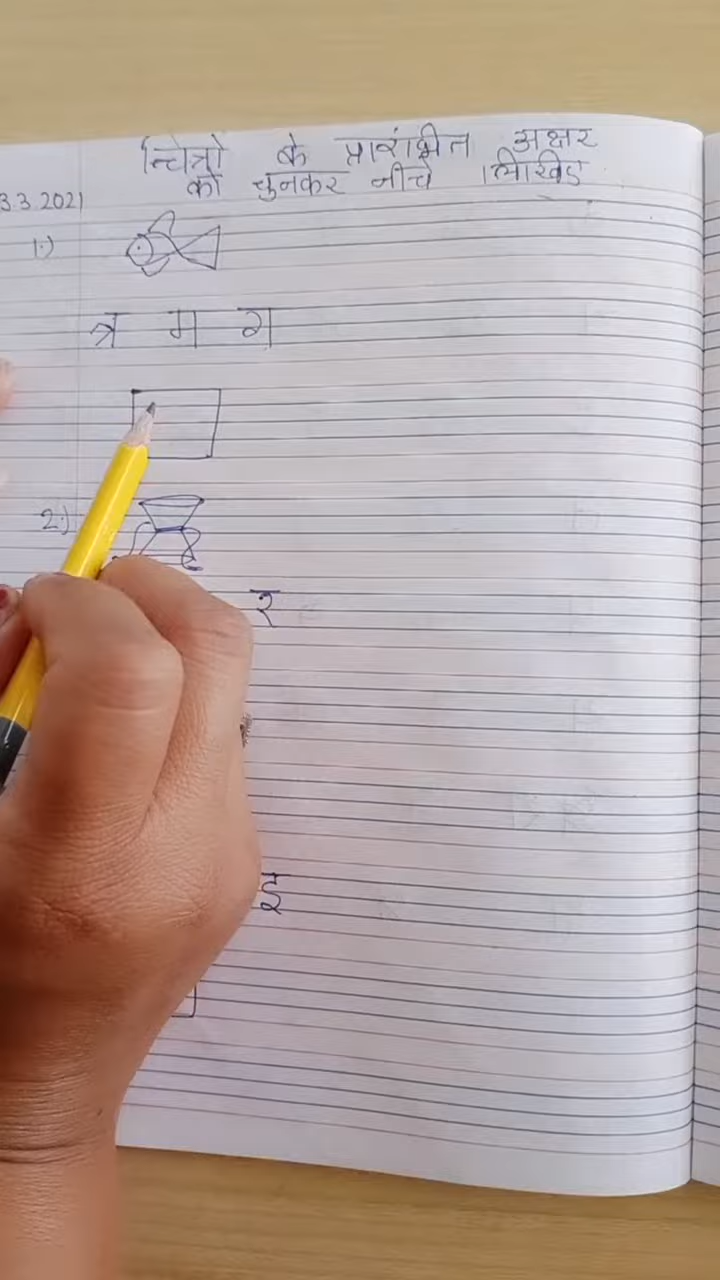 चित्रो के प्रारंभीत अक्षर
को चुनकर नीचे लिखिए
3.3.2021
1.)
त्र म ग
2.)
र
ई